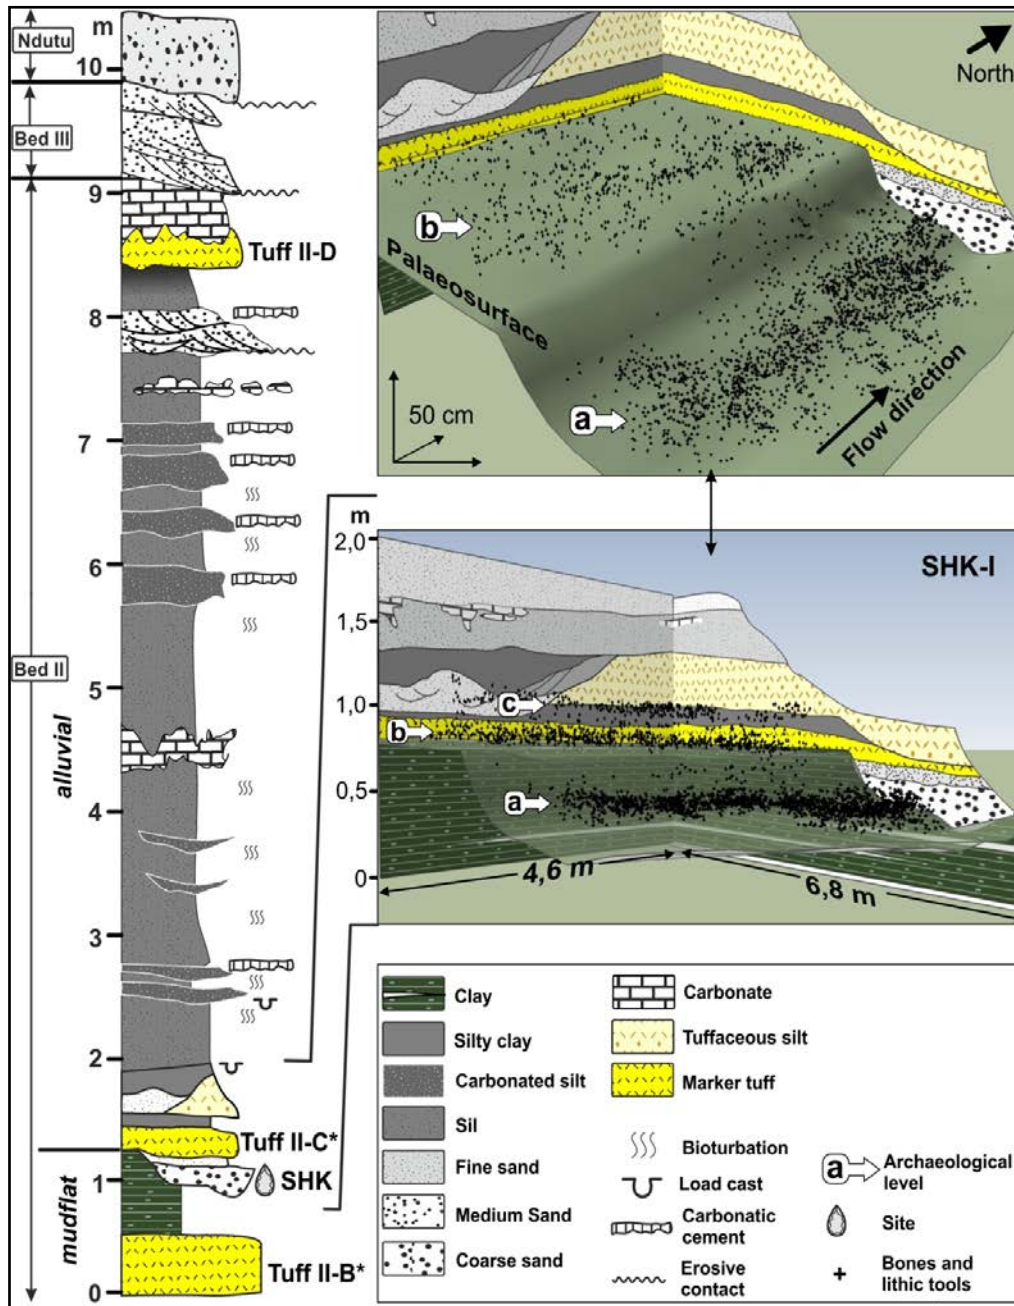 Ndutu
m
10
Bed III
9
Tuff II-D
8
7
6
Bed II
5
alluvial
4
3
2
Tuff II-C*
1
SHK
mudflat
Tuff II-B*
0
North
b
Palaeosurface
a
50 cm
Flow direction
m
2,0
SHK-I
1,5
1,0
c
b
0,5
a
0
4,6 m
6,8 m
Clay
Silty clay
Carbonated silt
Sil
Fine sand
Medium Sand
Coarse sand
Carbonate
Tuffaceous silt
Marker tuff
Bioturbation
Load cast
Carbonatic
cement
Erosive
contact
a
Archaeological
level
Site
+
Bones and
lithic tools